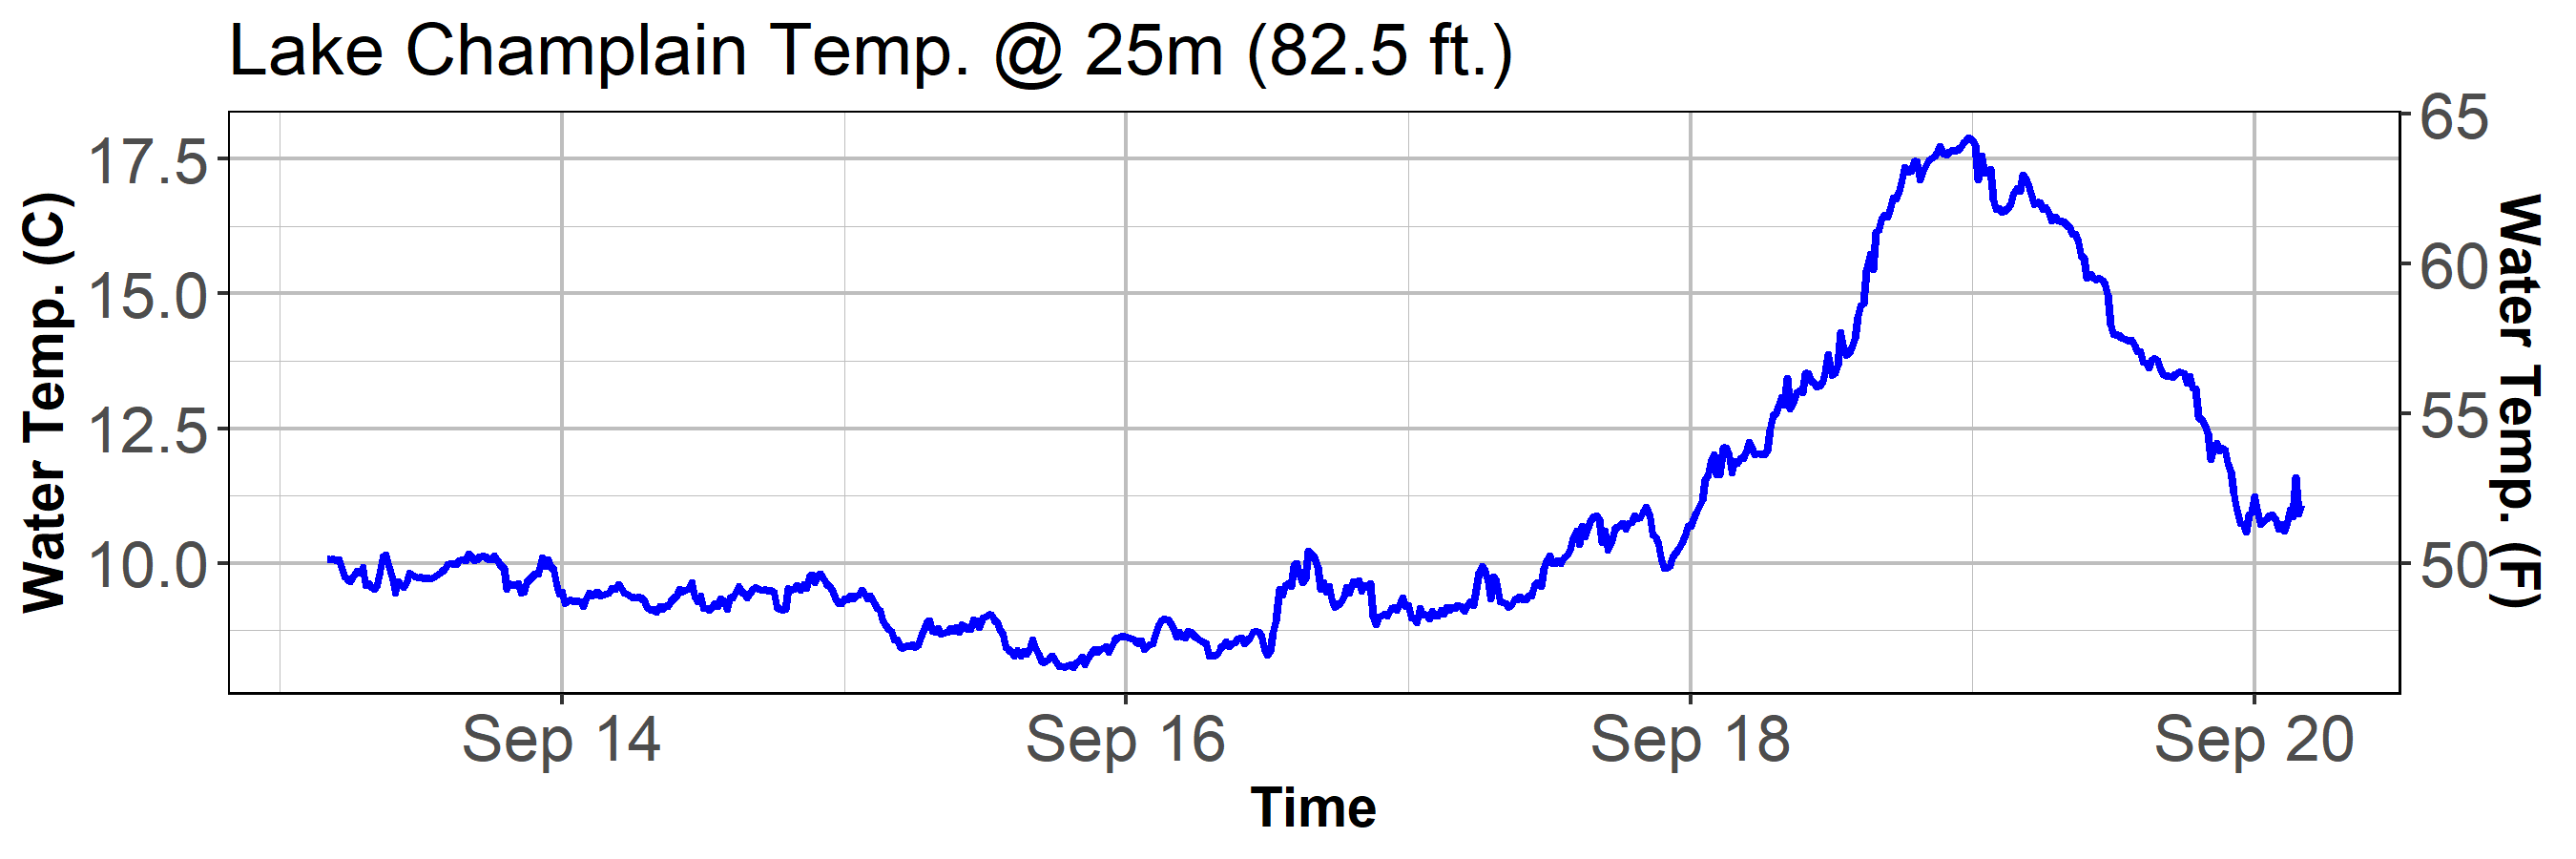 Lake Champlain Temp. @ 25m (82.5 ft.)
Water Temp. (C)
17.5
15.0
12.5
10.0
65
60
55
50
Water Temp. (F)
Sep 14 Sep 16 Sep 18 Sep 20
Time